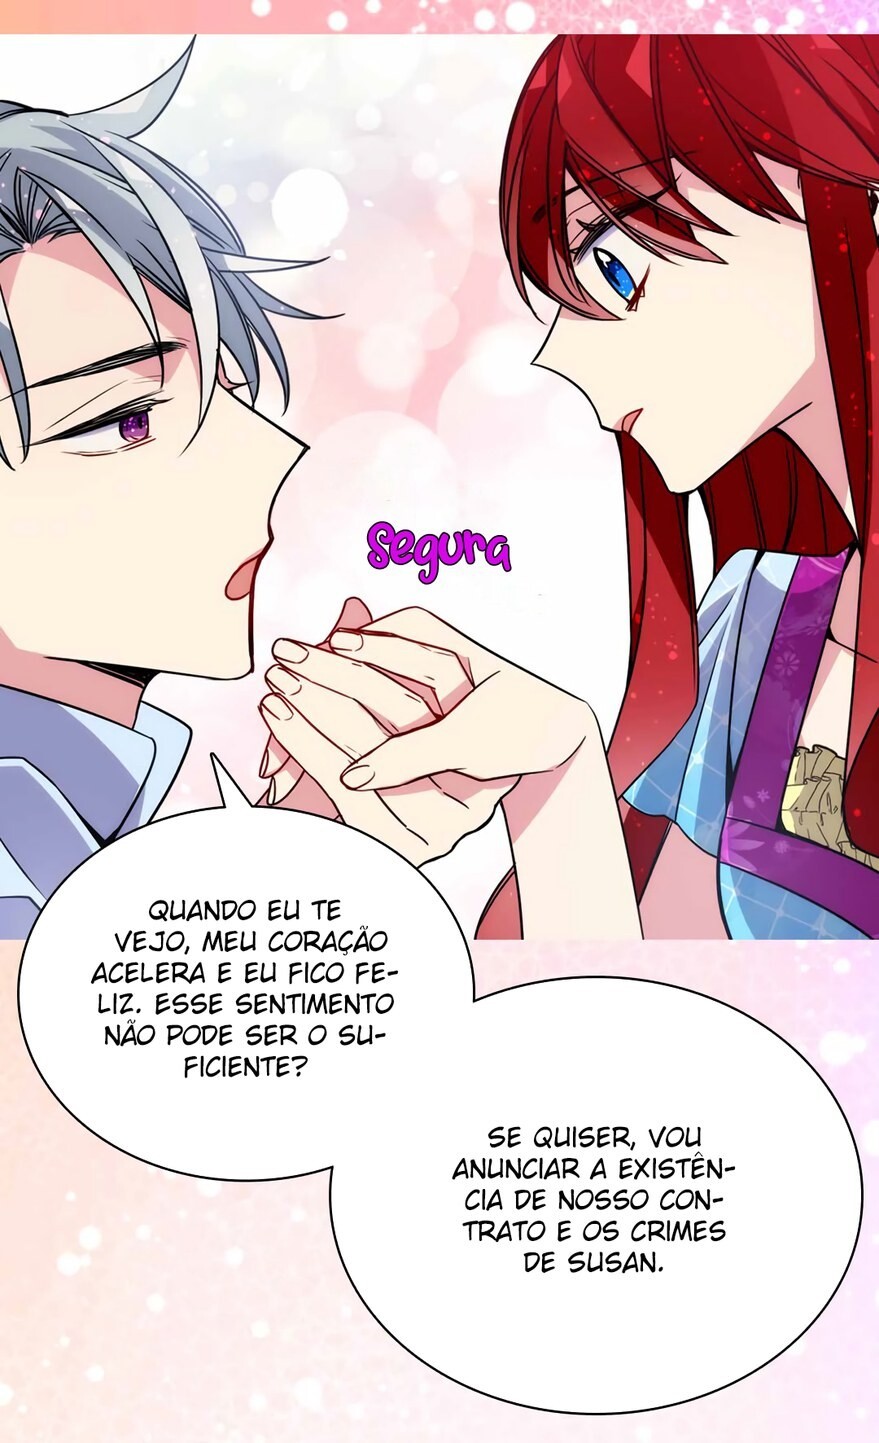 Segura
QUANDO EU TE
VEJO, MEU CORAÇÃO
ACELERA E EU FICO FE-
LIZ. ESSE SENTIMENTO
NÃO PODE SER O SU-
FICIENTE?
SE QUISER, VOU
ANUNCIAR A EXISTÊN-
CIA DE NOSSO CON-
TRATO E OS CRIMES
DE SUSAN.